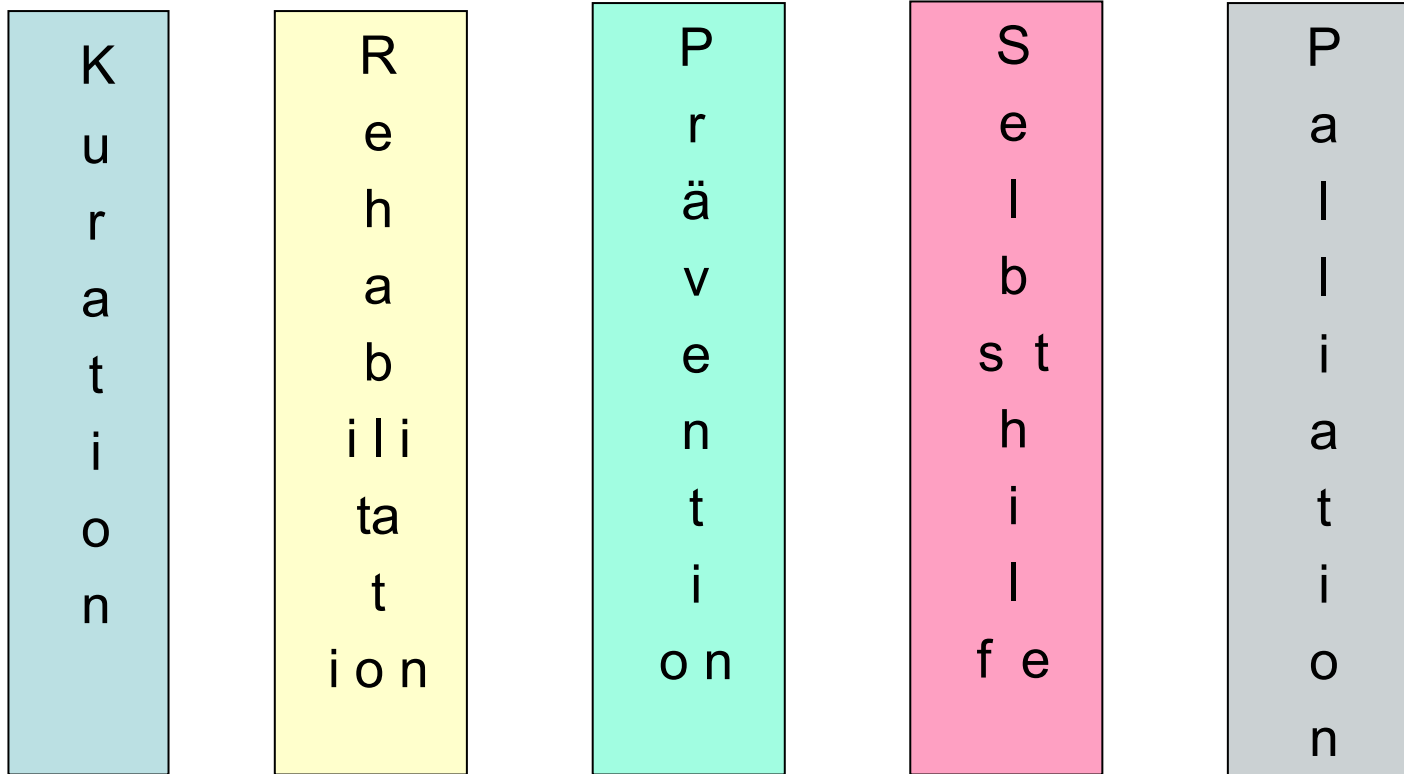 Kuration
Rehabilitation
Prävention
Selbsthilfe
Palliation